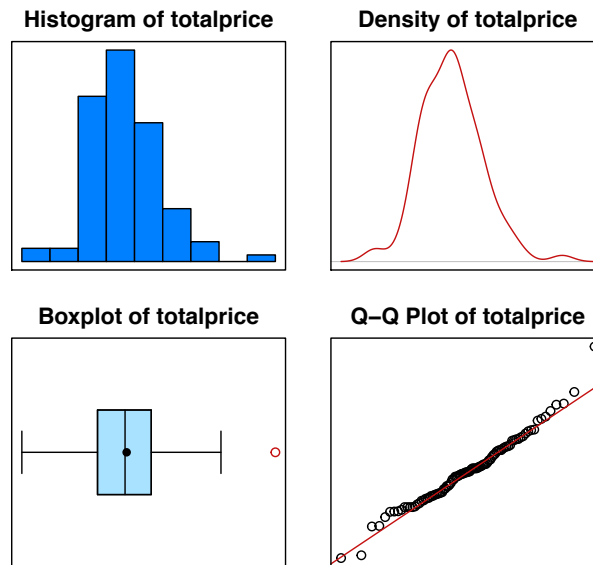 Histogram of totalprice
Density of totalprice
Boxplot of totalprice
Q−Q Plot of totalprice